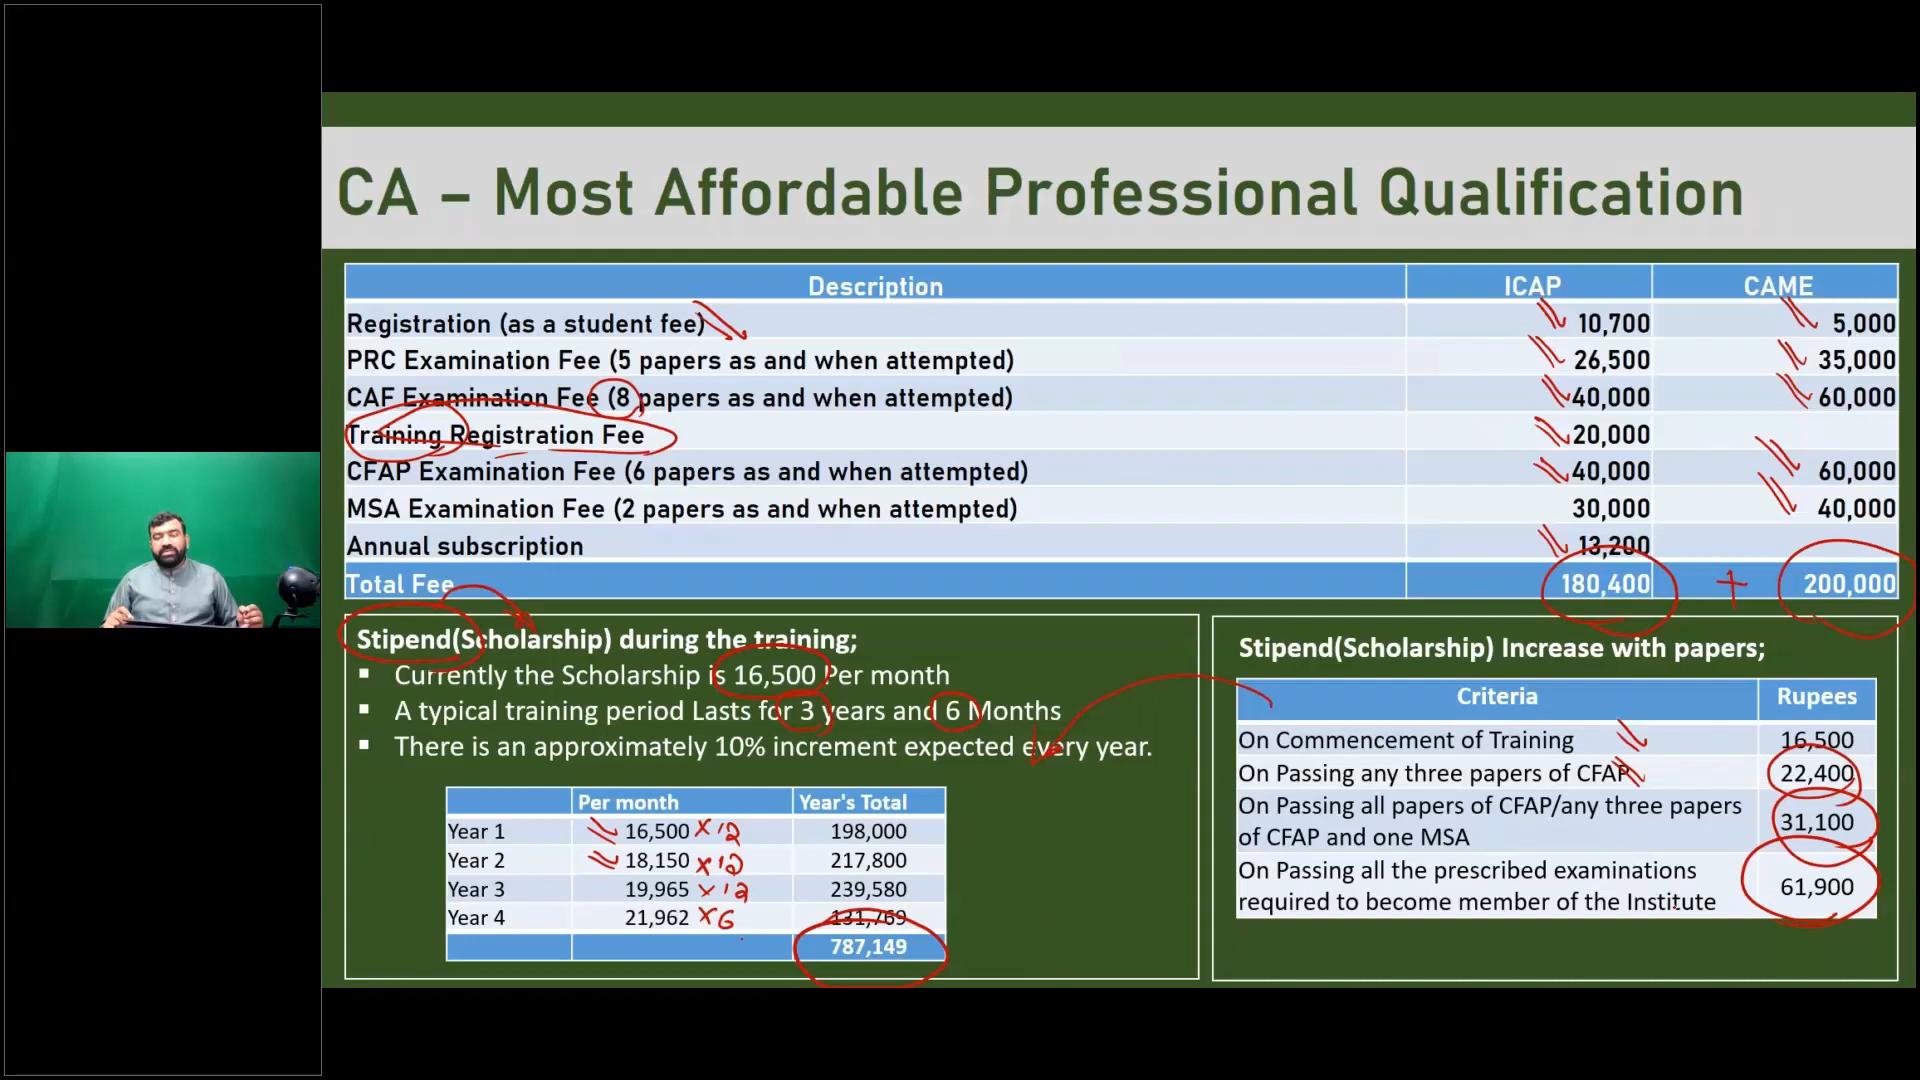 CA – Most Affordable Professional Qualification
Description ICAP CAME
Registration (as a student fee) 10,700 5,000
PRC Examination Fee (5 papers as and when attempted) 26,500 35,000
CAF Examination Fee (8 papers as and when attempted) 40,000 60,000
Training Registration Fee 20,000
CFAP Examination Fee (6 papers as and when attempted) 40,000 60,000
MSA Examination Fee (2 papers as and when attempted) 30,000 40,000
Annual subscription 13,200
Total Fee 180,400 + 200,000
Stipend(Scholarship) during the training;
▪ Currently the Scholarship is 16,500 Per month
▪ A typical training period Lasts for 3 years and 6 Months
▪ There is an approximately 10% increment expected every year.
Per month Year's Total
Year 1 16,500 ×12 198,000
Year 2 18,150 ×12 217,800
Year 3 19,965 ×12 239,580
Year 4 21,962 ×6 131,769
787,149
Stipend(Scholarship) Increase with papers;
Criteria Rupees
On Commencement of Training 16,500
On Passing any three papers of CFAP 22,400
On Passing all papers of CFAP/any three papers
of CFAP and one MSA 31,100
On Passing all the prescribed examinations
required to become member of the Institute 61,900